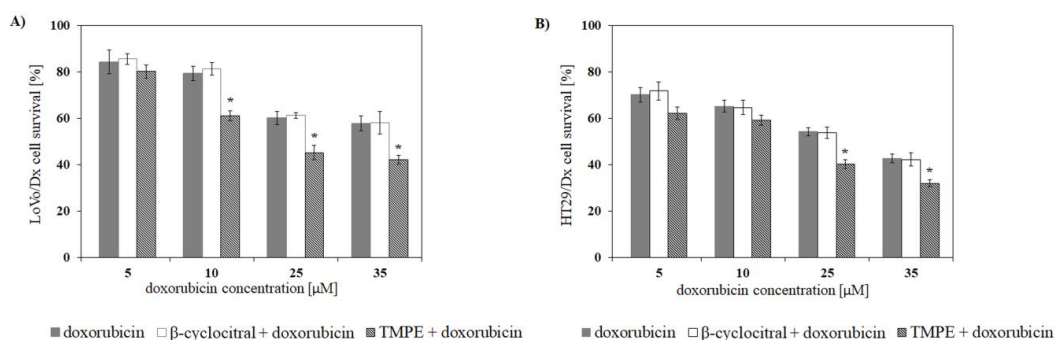 A)
LoVo/Dx cell survival [%]
100
80
60
40
20
0
*
*
*
5 10 25 35
doxorubicin concentration [μM]
doxorubicin β-cyclocitral + doxorubicin TMPE + doxorubicin
B)
HT29/Dx cell survival [%]
100
80
60
40
20
0
*
*
5 10 25 35
doxorubicin concentration [μM]
doxorubicin β-cyclocitral + doxorubicin TMPE + doxorubicin